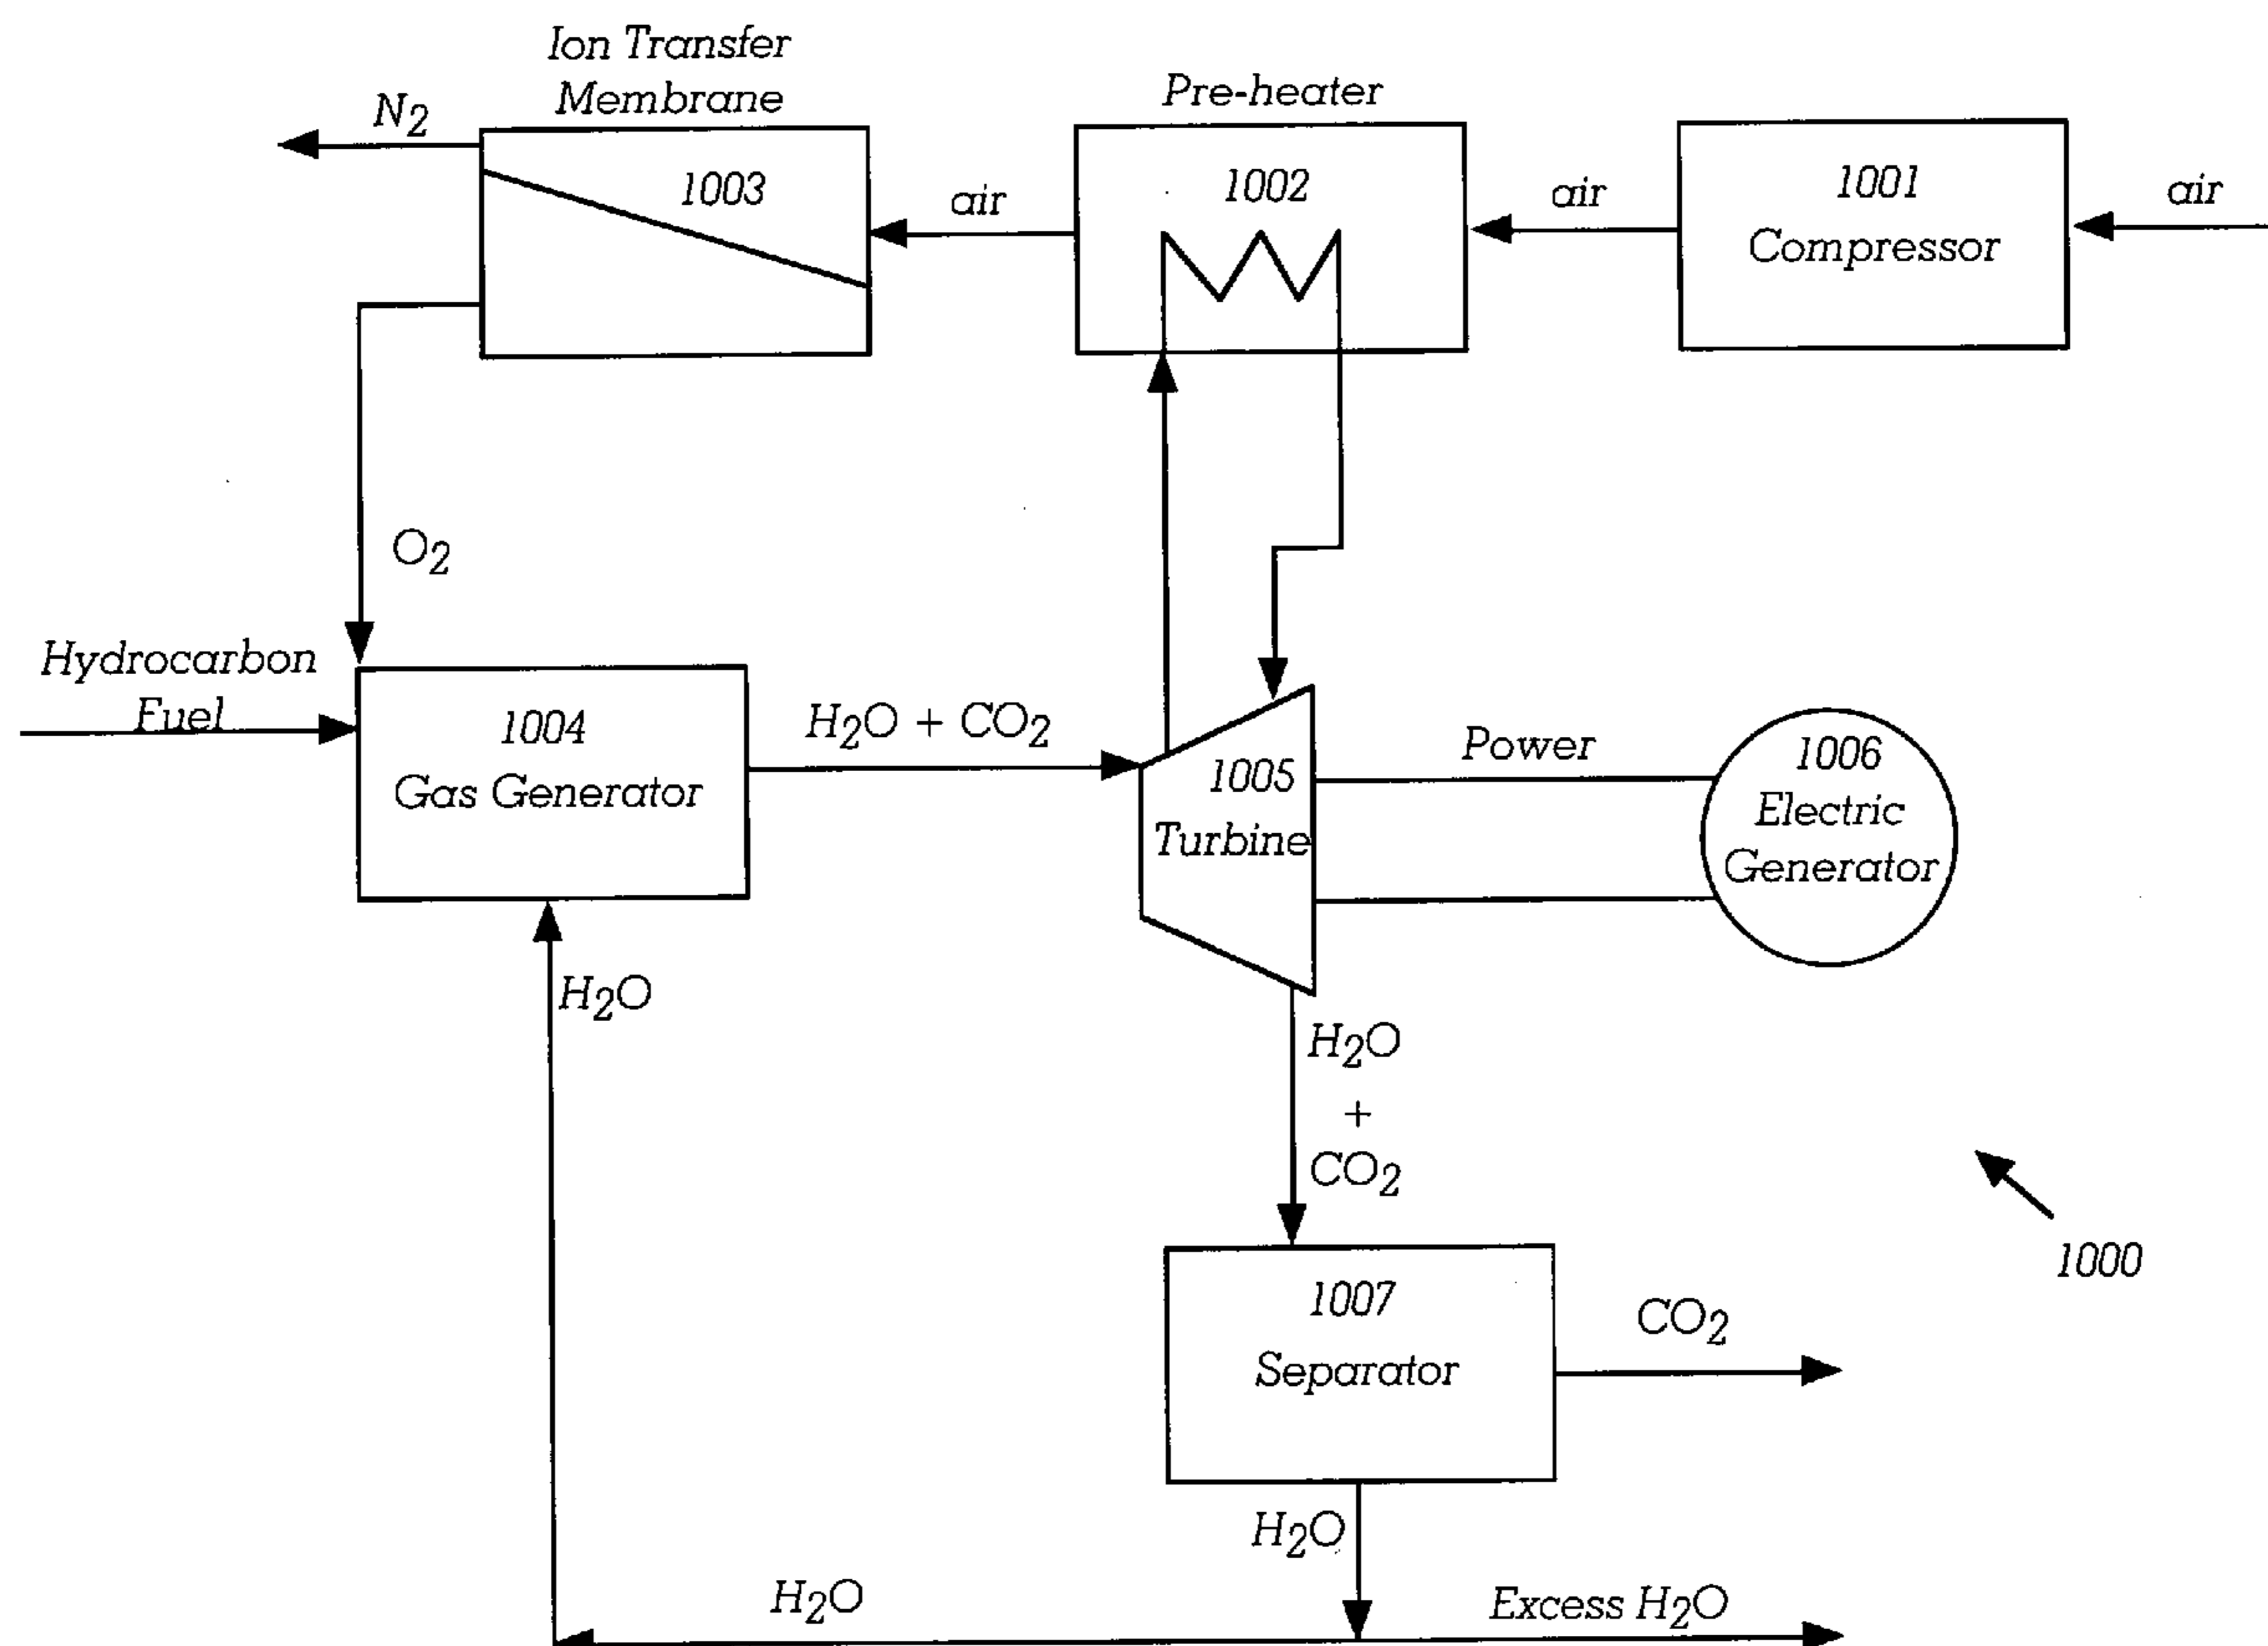 Ion Transfer
Membrane
Pre-heater
N2
1003
1002
1001
Compressor
air
air
air
O2
Hydrocarbon
Fuel
1004
Gas Generator
H2O + CO2
1005
Turbine
Power
1006
Electric
Generator
H2O
H2O
+
CO2
1000
1007
Separator
CO2
H2O
H2O
Excess H2O